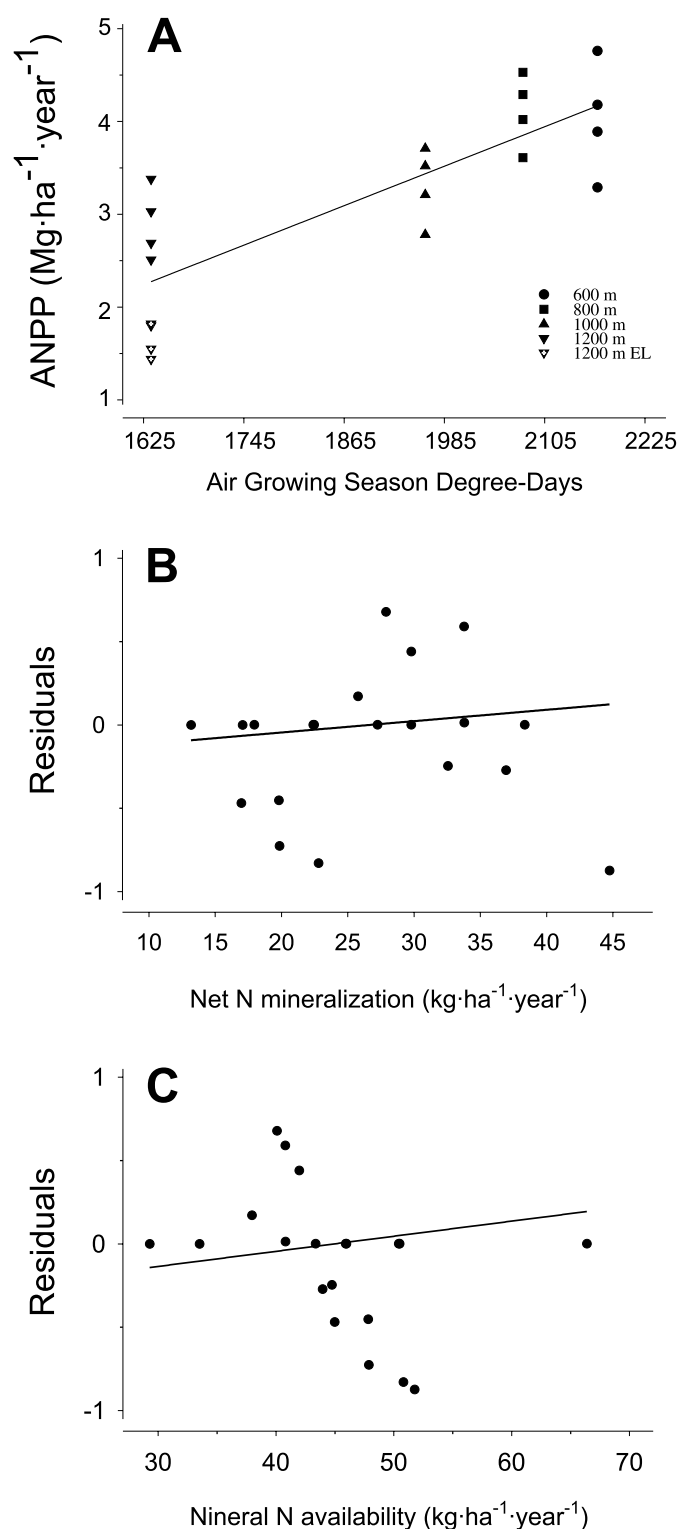 A
ANPP (Mg·ha⁻¹·year⁻¹)
5
4
3
2
1
600 m
800 m
1000 m
1200 m
1200 m EL
1625 1745 1865 1985 2105 2225
Air Growing Season Degree-Days
B
Residuals
1
0
-1
10 15 20 25 30 35 40 45
Net N mineralization (kg·ha⁻¹·year⁻¹)
C
Residuals
1
0
-1
30 40 50 60 70
Nineral N availability (kg·ha⁻¹·year⁻¹)